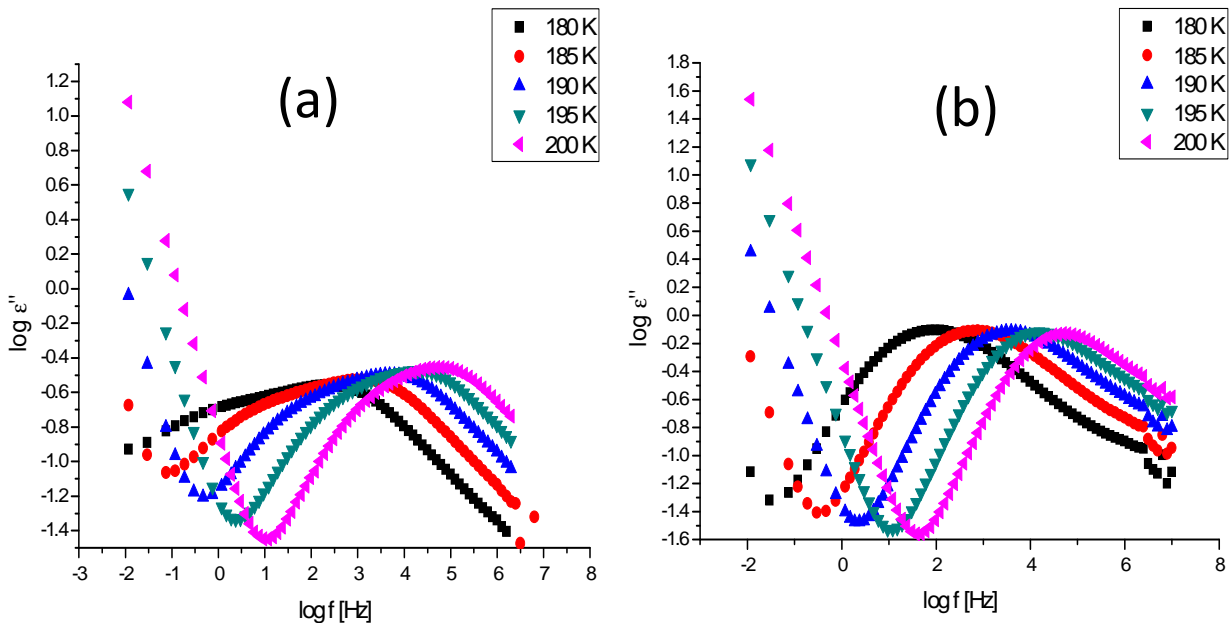 (a)
180 K
185 K
190 K
195 K
200 K
log ε''
1.2
1.0
0.8
0.6
0.4
0.2
0.0
-0.2
-0.4
-0.6
-0.8
-1.0
-1.2
-1.4
-3 -2 -1 0 1 2 3 4 5 6 7 8
log f [Hz]
(b)
180 K
185 K
190 K
195 K
200 K
log ε''
1.8
1.6
1.4
1.2
1.0
0.8
0.6
0.4
0.2
0.0
-0.2
-0.4
-0.6
-0.8
-1.0
-1.2
-1.4
-1.6
-2 0 2 4 6 8
log f [Hz]